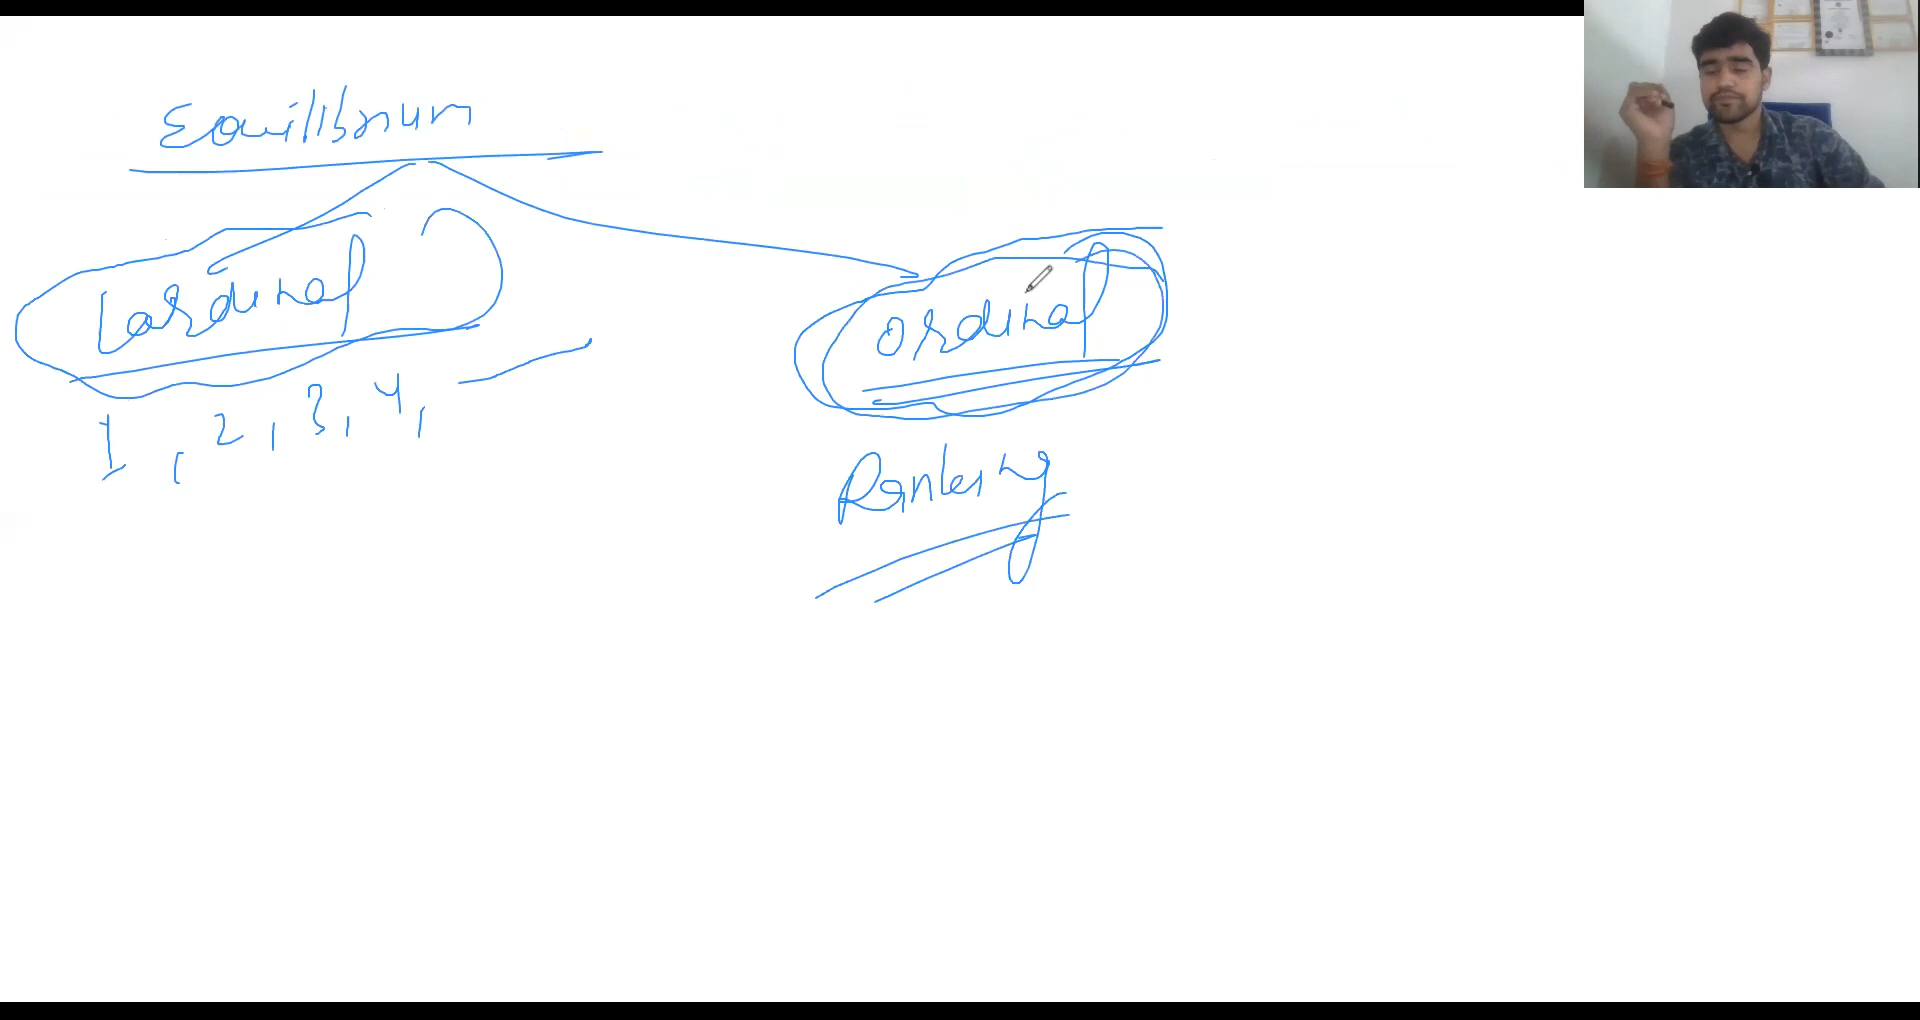 Equilibrium
Cardinal
ordinal
1, 2, 3, 4,
Ranking